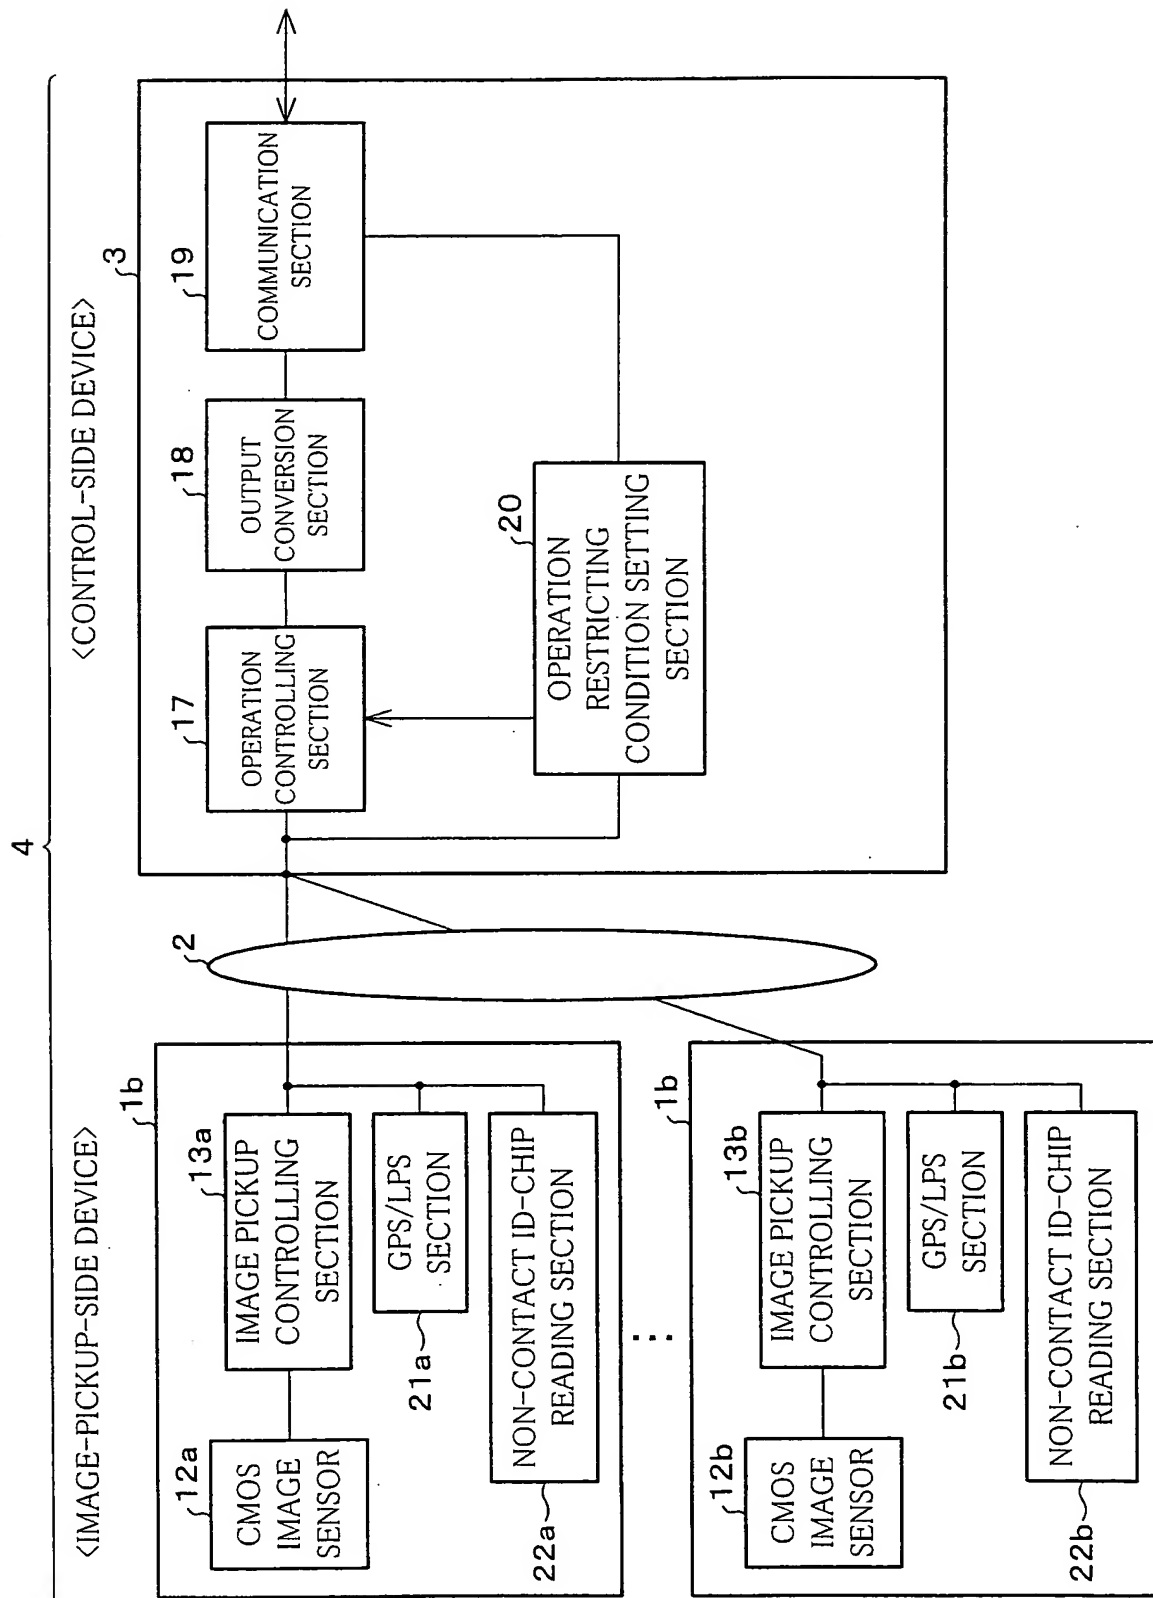 4
<IMAGE-PICKUP-SIDE DEVICE>
<CONTROL-SIDE DEVICE>
1b
12a
CMOS
IMAGE
SENSOR
13a
IMAGE PICKUP
CONTROLLING
SECTION
21a
GPS/LPS
SECTION
22a
NON-CONTACT ID-CHIP
READING SECTION
...
1b
12b
CMOS
IMAGE
SENSOR
13b
IMAGE PICKUP
CONTROLLING
SECTION
21b
GPS/LPS
SECTION
22b
NON-CONTACT ID-CHIP
READING SECTION
2
3
17
OPERATION
CONTROLLING
SECTION
18
OUTPUT
CONVERSION
SECTION
19
COMMUNICATION
SECTION
20
OPERATION
RESTRICTING
CONDITION SETTING
SECTION